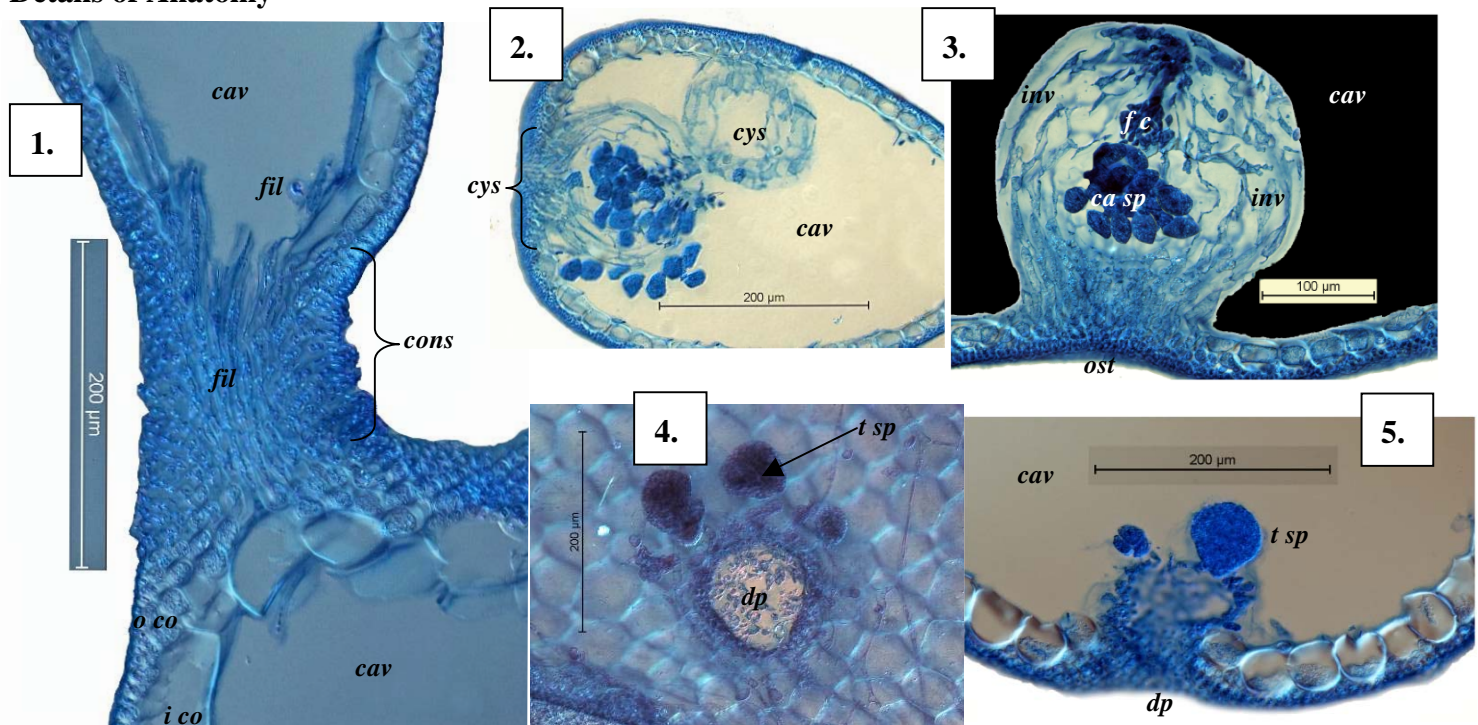 Details of Anatomy
1.
cav
fil
cons
fil
200 µm
o co
cav
i co
2.
cys
cys
cav
200 µm
3.
inv
cav
f c
ca sp
inv
100 µm
ost
4.
t sp
200 µm
dp
5.
200 µm
cav
t sp
dp